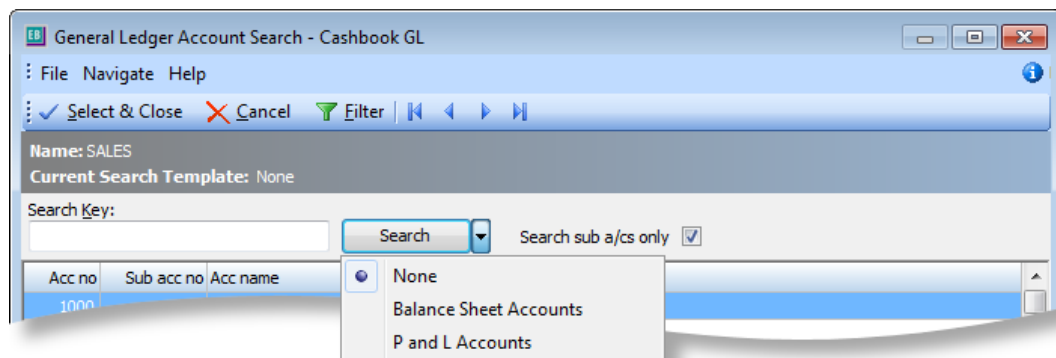 EB General Ledger Account Search - Cashbook GL
File Navigate Help
Select & Close Cancel Filter
Name: SALES
Current Search Template: None
Search Key:
Search Search sub a/cs only
Acc no Sub acc no Acc name
1000
None
Balance Sheet Accounts
P and L Accounts